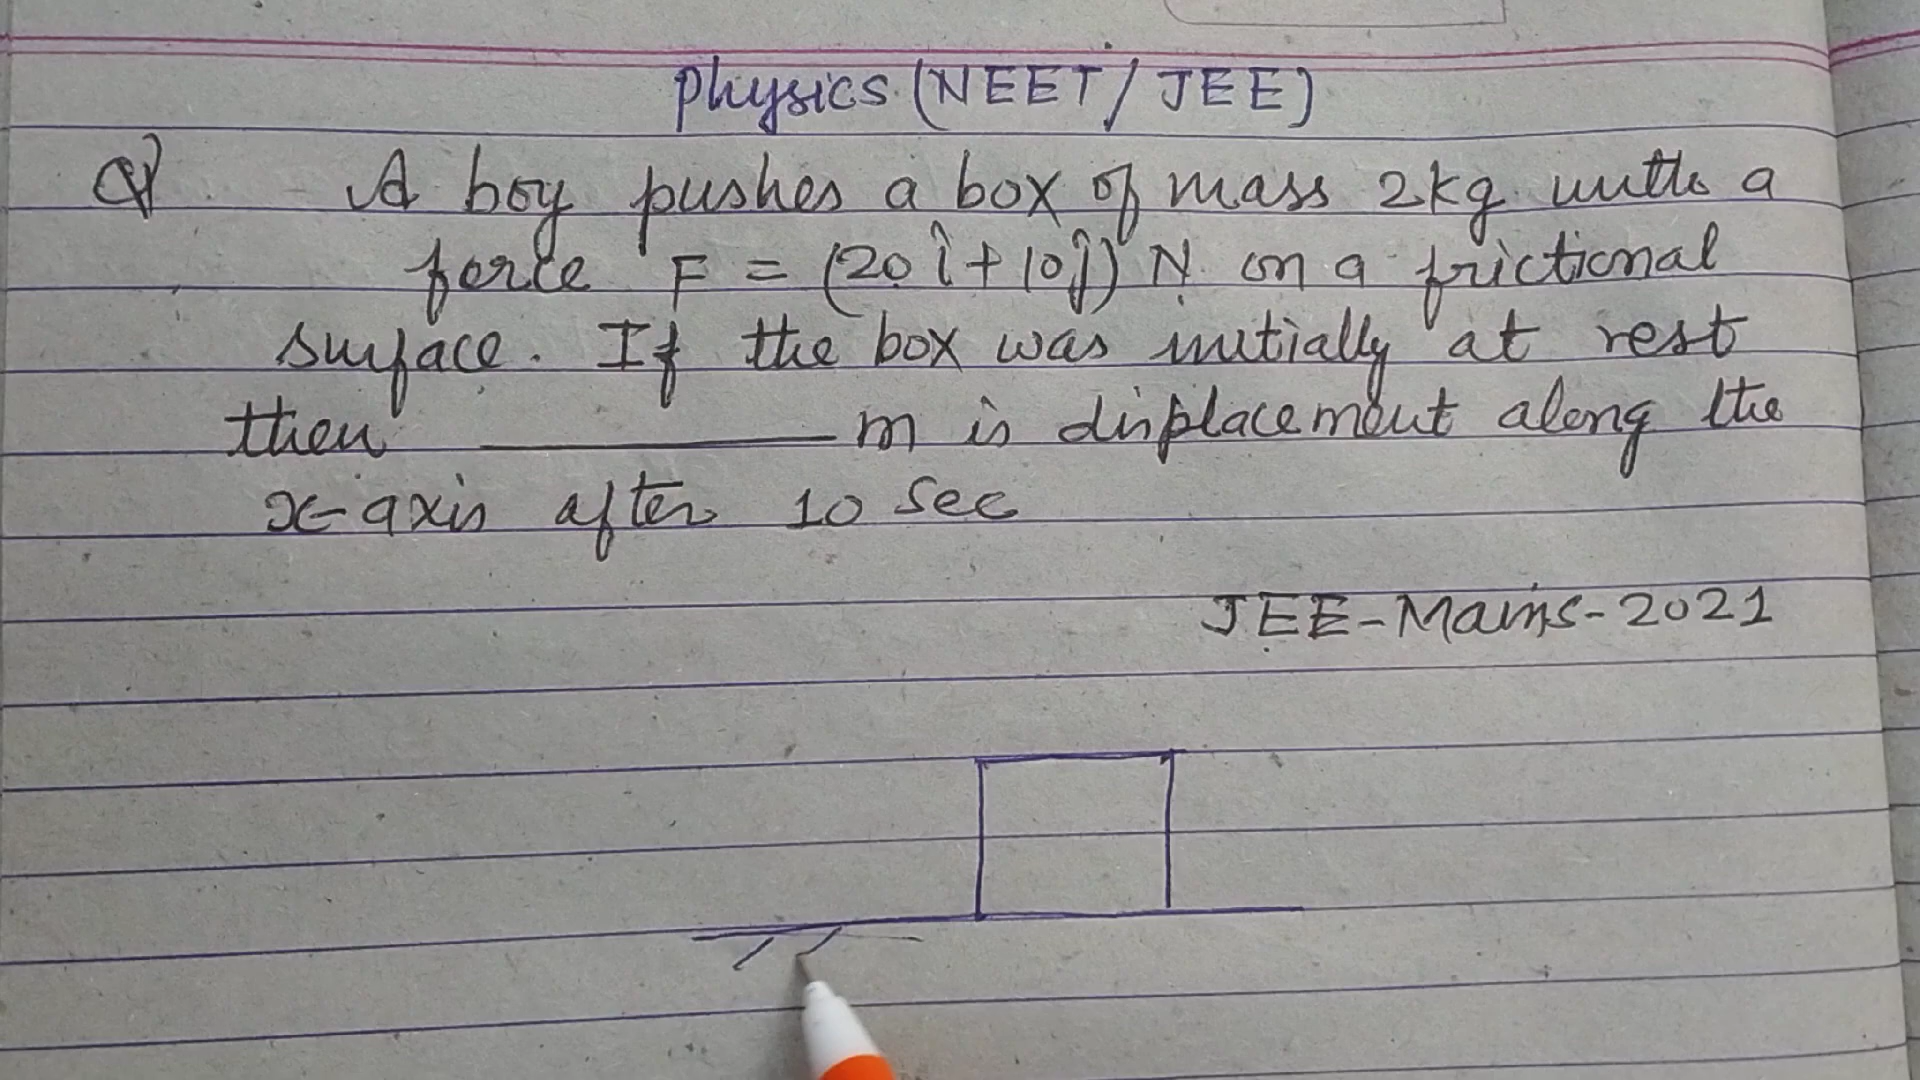 Physics (NEET/JEE)
Q A boy pushes a box of mass 2kg with a
force F = (20î + 10ĵ) N on a frictional
surface. If the box was initially at rest
then ______ m is displacement along the
x-axis after 10 sec
JEE-Mains-2021